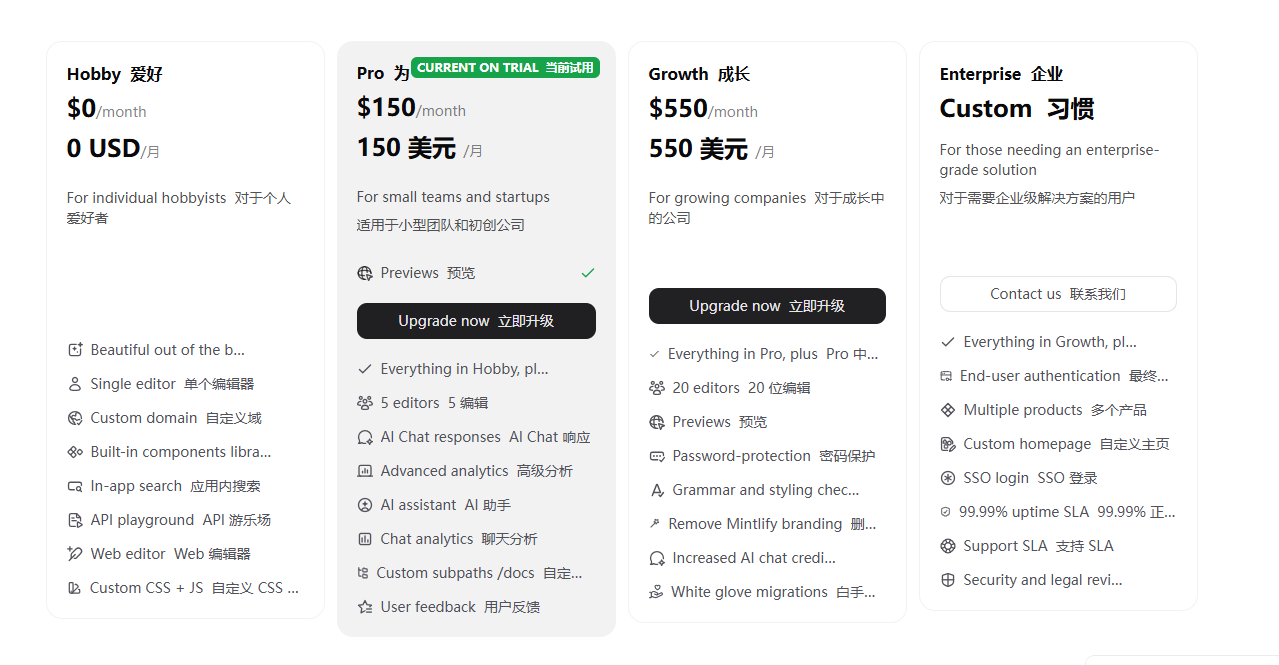 Hobby 爱好
$0/month
0 USD/月
For individual hobbyists 对于个人
爱好者
Beautiful out of the b...
Single editor 单个编辑器
Custom domain 自定义域
Built-in components libra...
In-app search 应用内搜索
API playground API 游乐场
Web editor Web 编辑器
Custom CSS + JS 自定义 CSS ...
Pro 为
CURRENT ON TRIAL 当前试用
$150/month
150 美元 /月
For small teams and startups
适用于小型团队和初创公司
Previews 预览
Upgrade now 立即升级
Everything in Hobby, pl...
5 editors 5 编辑
AI Chat responses AI Chat 响应
Advanced analytics 高级分析
AI assistant AI 助手
Chat analytics 聊天分析
Custom subpaths /docs 自定...
User feedback 用户反馈
Growth 成长
$550/month
550 美元 /月
For growing companies 对于成长中
的公司
Upgrade now 立即升级
Everything in Pro, plus Pro 中...
20 editors 20 位编辑
Previews 预览
Password-protection 密码保护
Grammar and styling chec...
Remove Mintlify branding 删...
Increased AI chat credi...
White glove migrations 白手...
Enterprise 企业
Custom 习惯
For those needing an enterprise-
grade solution
对于需要企业级解决方案的用户
Contact us 联系我们
Everything in Growth, pl...
End-user authentication 最终...
Multiple products 多个产品
Custom homepage 自定义主页
SSO login SSO 登录
99.99% uptime SLA 99.99% 正...
Support SLA 支持 SLA
Security and legal revi...